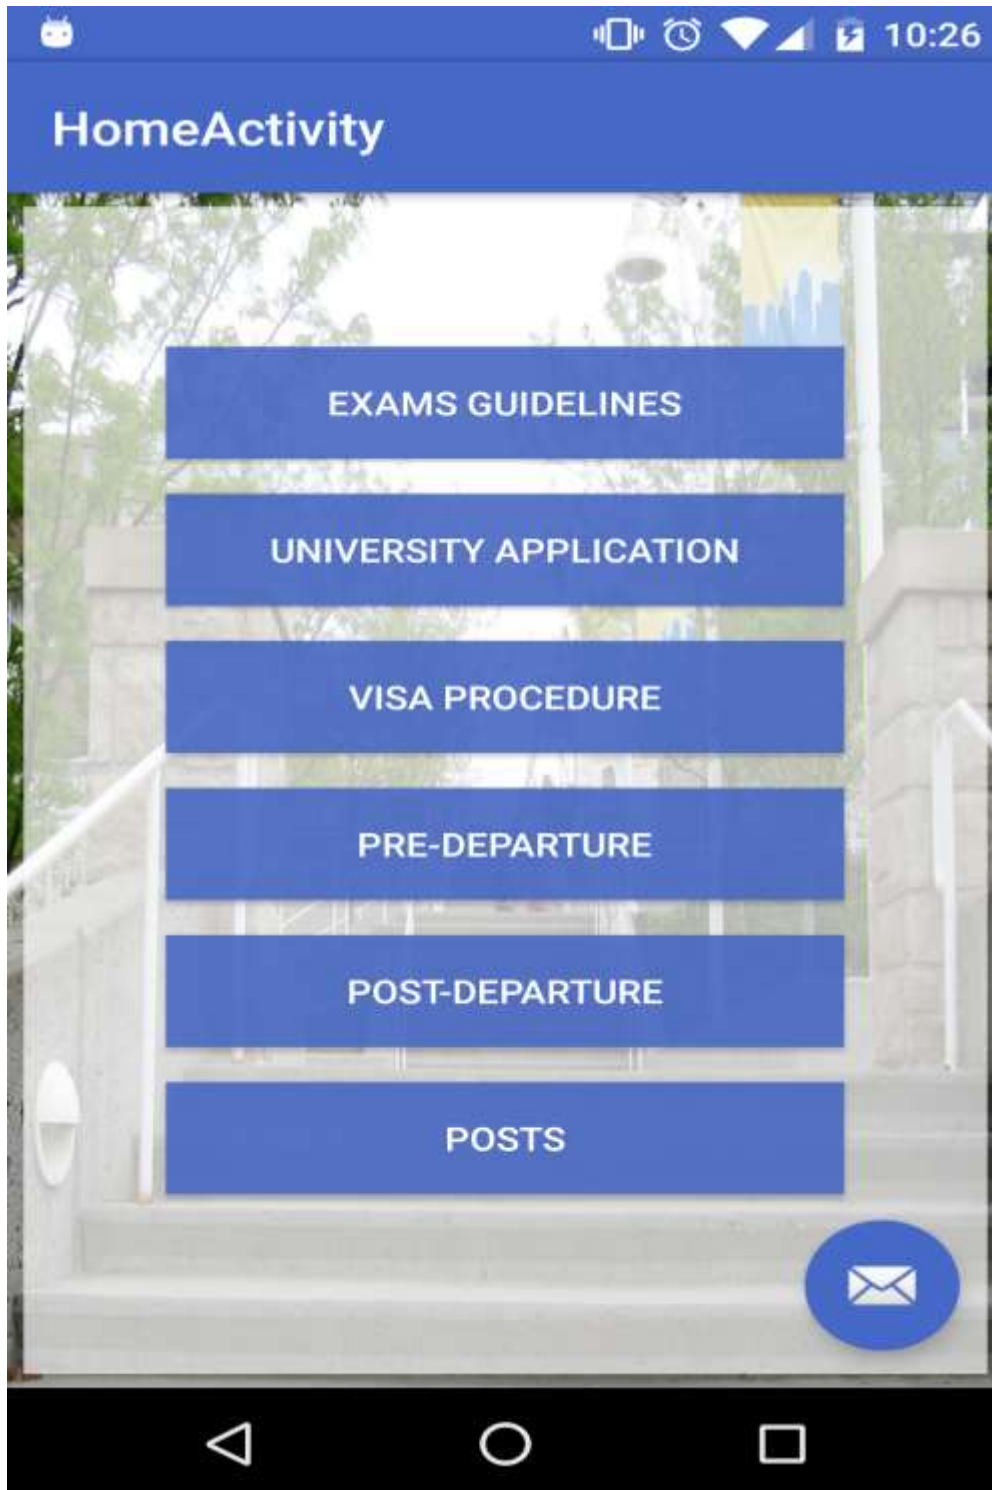 10:26
HomeActivity
EXAMS GUIDELINES
UNIVERSITY APPLICATION
VISA PROCEDURE
PRE-DEPARTURE
POST-DEPARTURE
POSTS